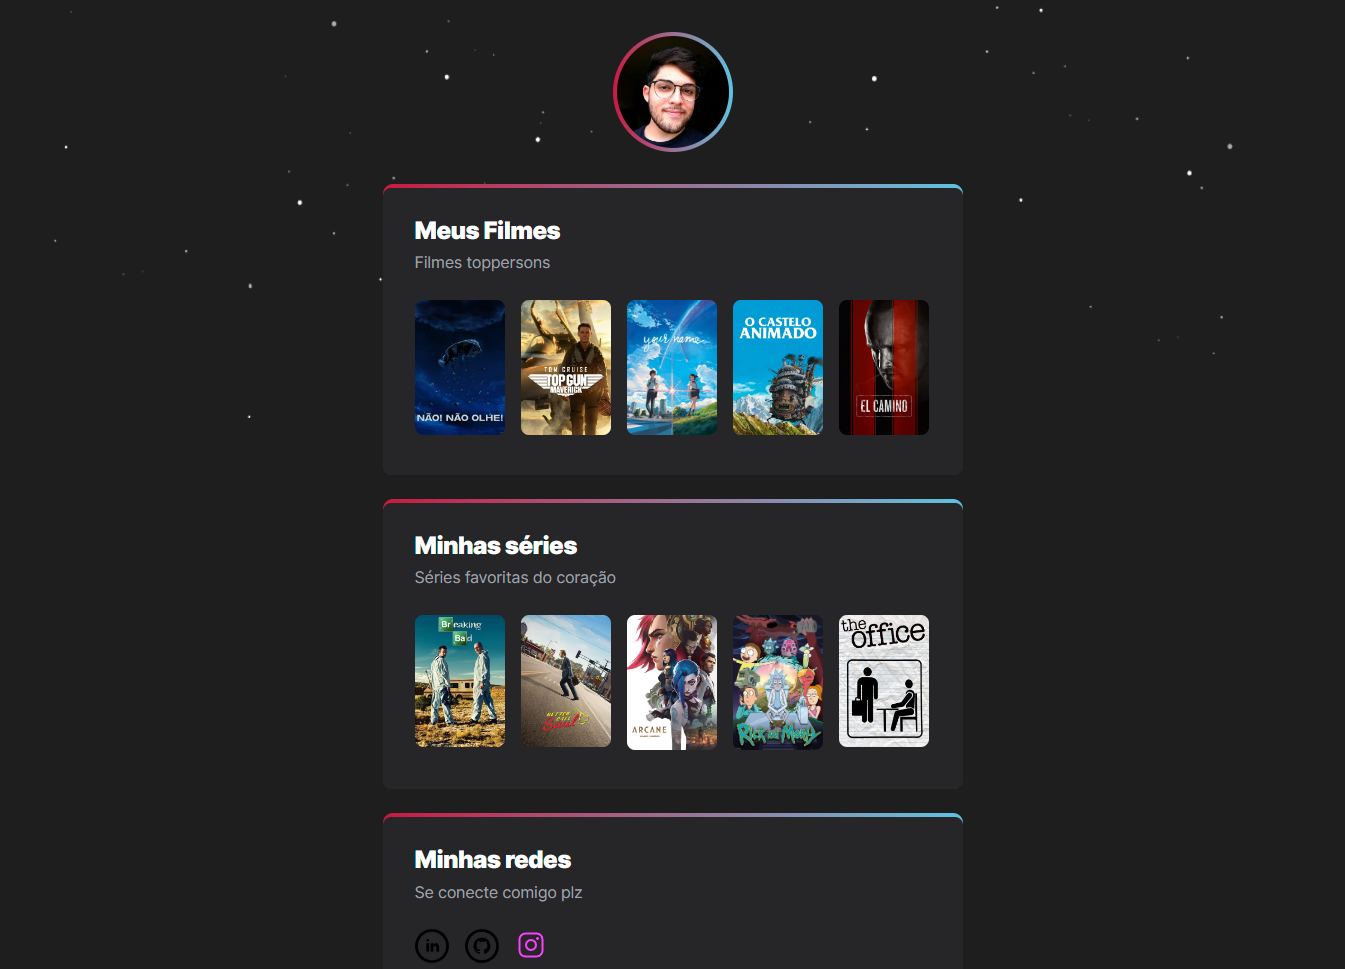 Meus Filmes
Filmes toppersons
NÃO! NÃO OLHE!
TOM CRUISE
TOP GUN
MAVERICK
your name.
O CASTELO
ANIMADO
EL CAMINO
Minhas séries
Séries favoritas do coração
Breaking
Bad
BETTER
CALL
Saul
ARCANE
RICK AND MORTY
the
office
Minhas redes
Se conecte comigo plz
in